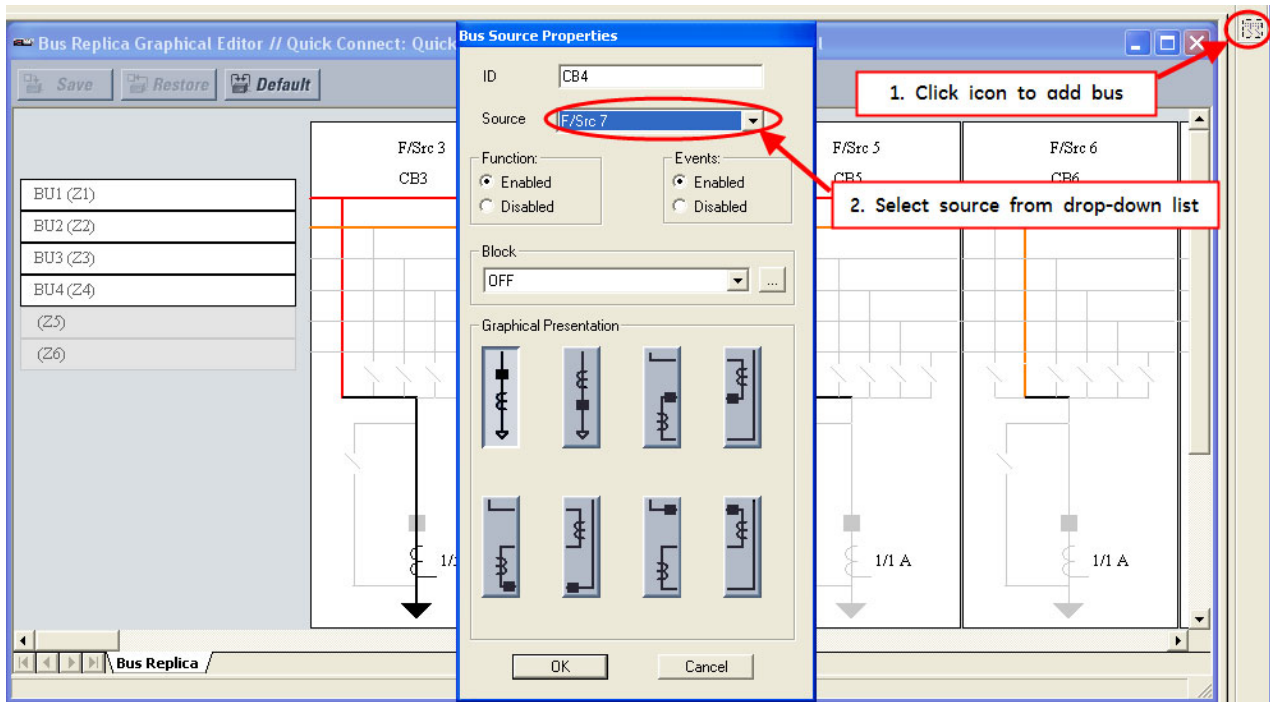 Bus Replica Graphical Editor // Quick Connect: Quick
Bus Source Properties
Save Restore Default
1. Click icon to add bus
ID CB4
Source F/Src 7
Function: Events:
Enabled Enabled
Disabled Disabled
2. Select source from drop-down list
F/Src 3 F/Src 5 F/Src 6
CB3 CB5 CB6
BU1 (Z1)
BU2 (Z2)
BU3 (Z3)
BU4 (Z4)
(Z5)
(Z6)
Block
OFF ...
Graphical Presentation
1/ 1/1 A 1/1 A
Bus Replica
OK Cancel